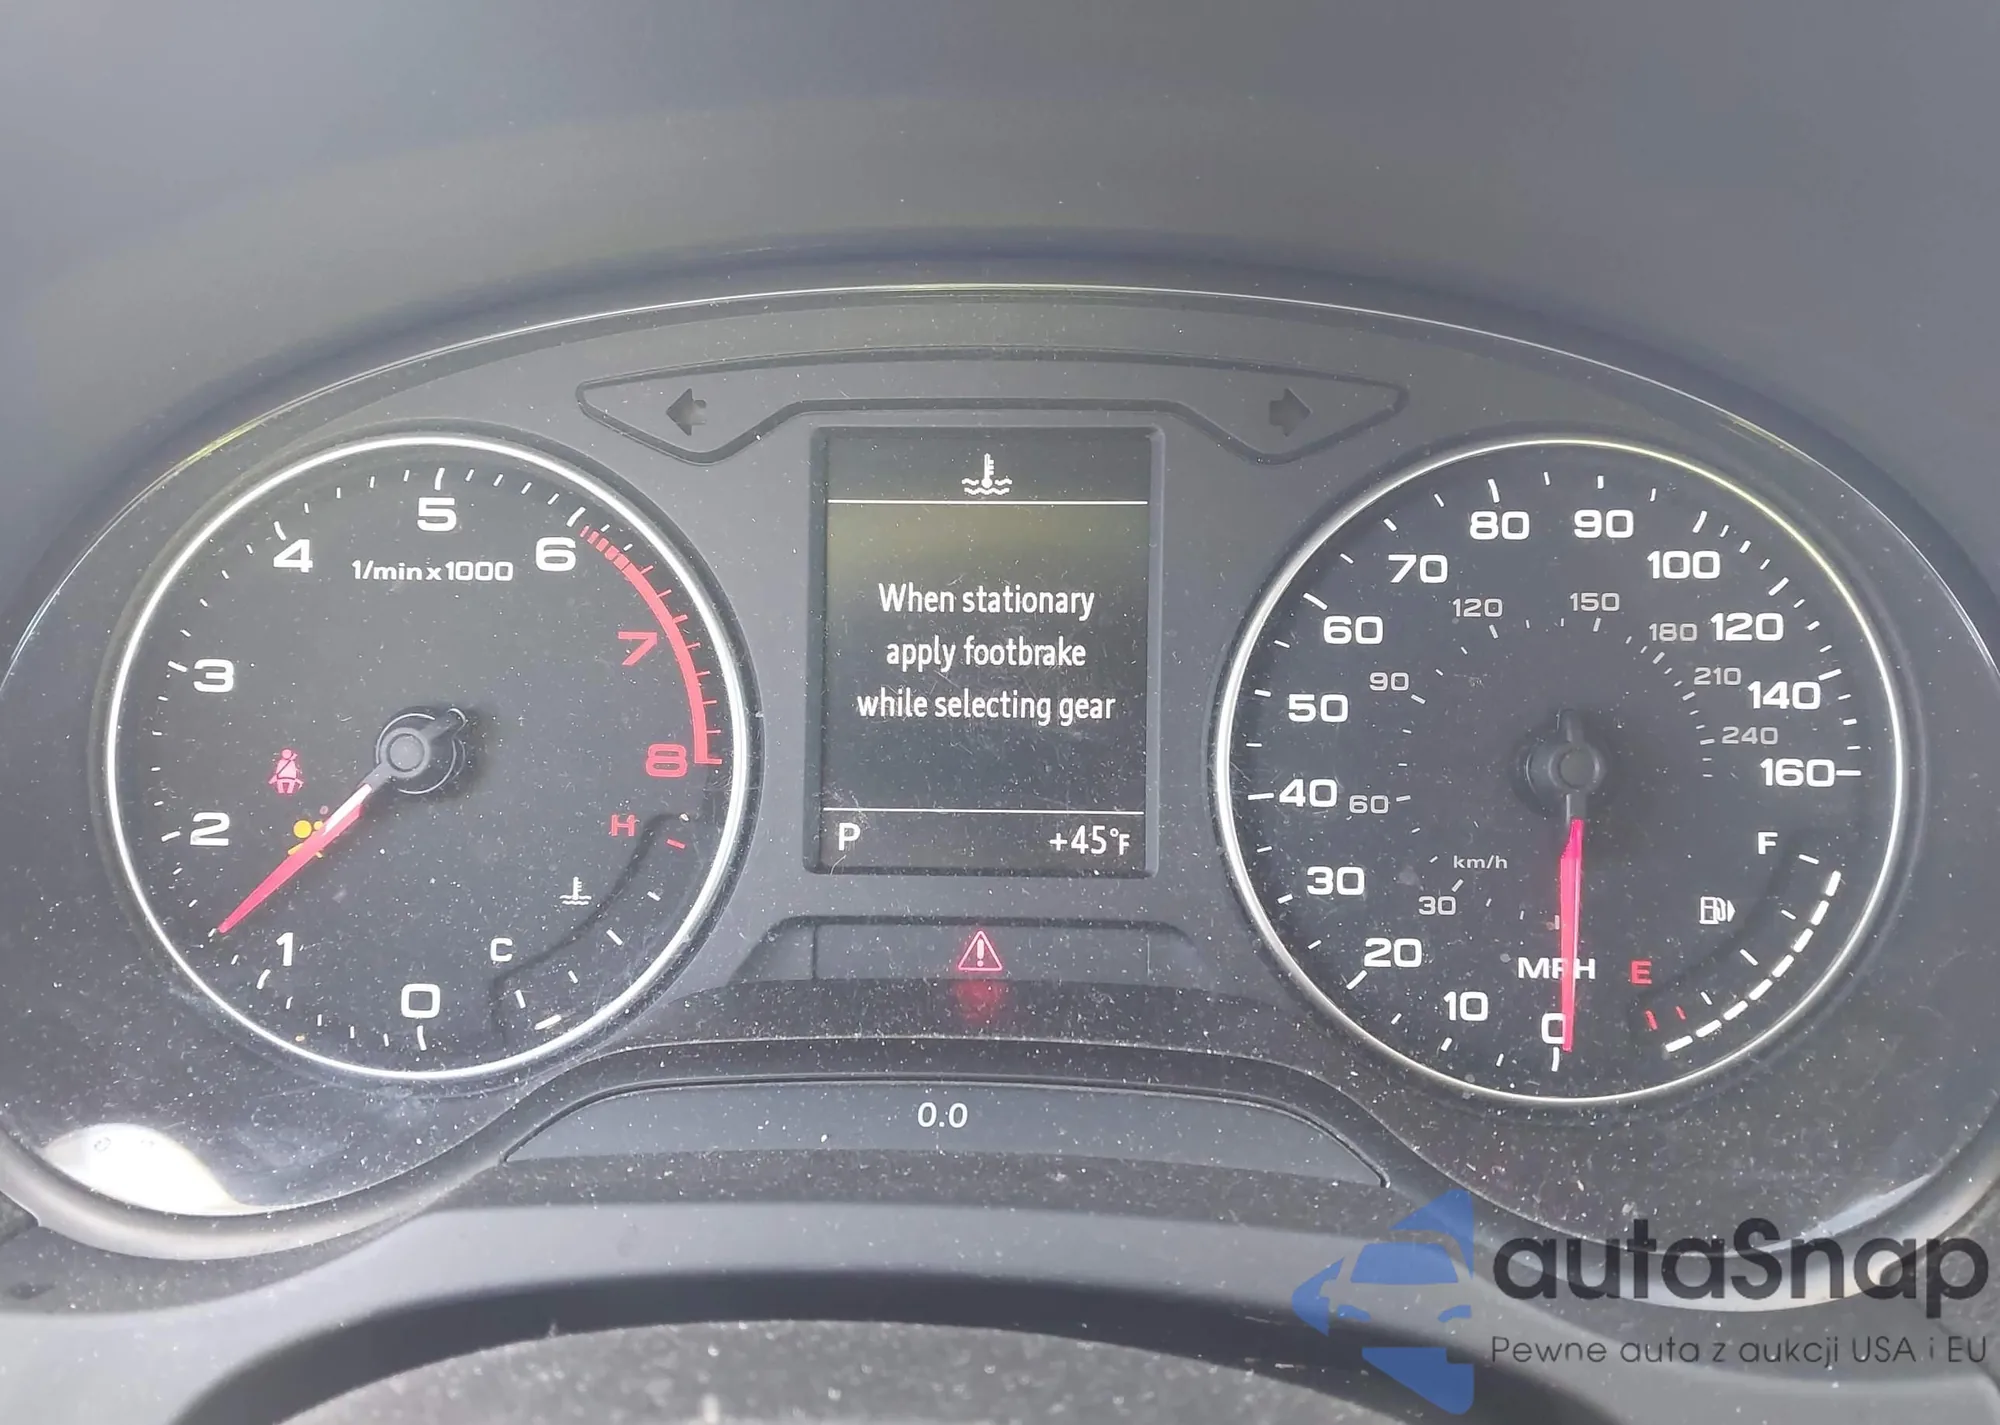 5
4
6
1/min x 1000
3
7
2
8
H
1
C
0
When stationary
apply footbrake
while selecting gear
P +45°F
0.0
80 90
70 100
60 120
50 140
40 160
30
20
10
0
120 150
90 180
210
60 240
30
km/h
MPH
F
E
autaSnap
Pewne auta z aukcji USA i EU